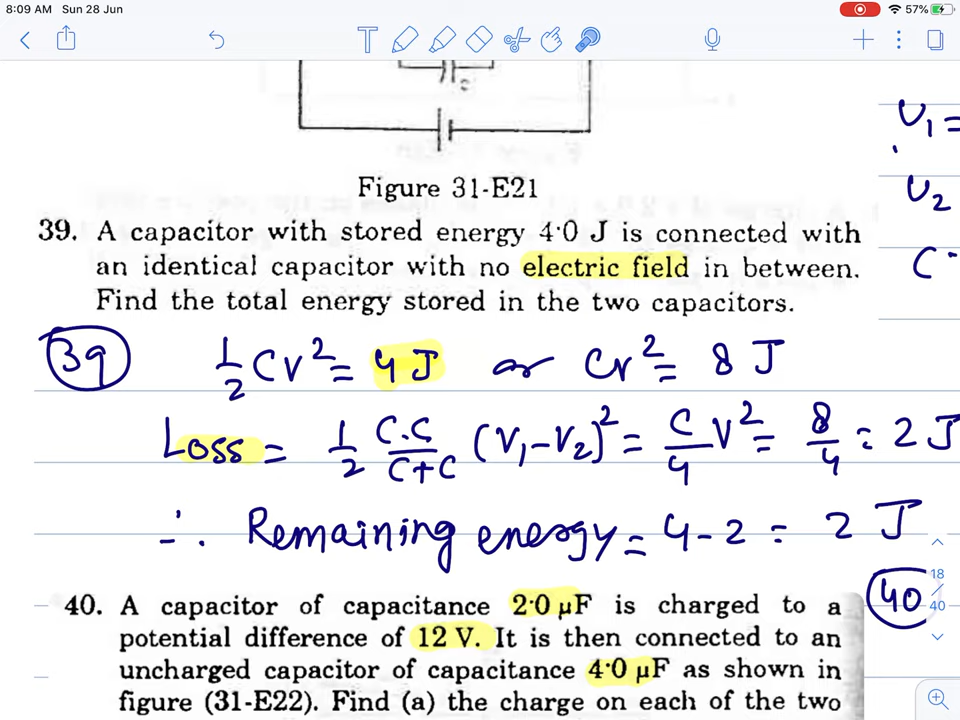 8:09 AM Sun 28 Jun
57%
T
c
Figure 31-E21
39. A capacitor with stored energy 4·0 J is connected with
an identical capacitor with no electric field in between.
Find the total energy stored in the two capacitors.
39 1/2 CV² = 4 J or CV² = 8 J
Loss = 1/2 C.C/C+C (V₁-V₂)² = C/4 V² = 8/4 = 2 J
∴ Remaining energy = 4-2 = 2 J
U₁ =
U₂
C
18
40
40
40. A capacitor of capacitance 2·0 μF is charged to a
potential difference of 12 V. It is then connected to an
uncharged capacitor of capacitance 4·0 μF as shown in
figure (31-E22). Find (a) the charge on each of the two